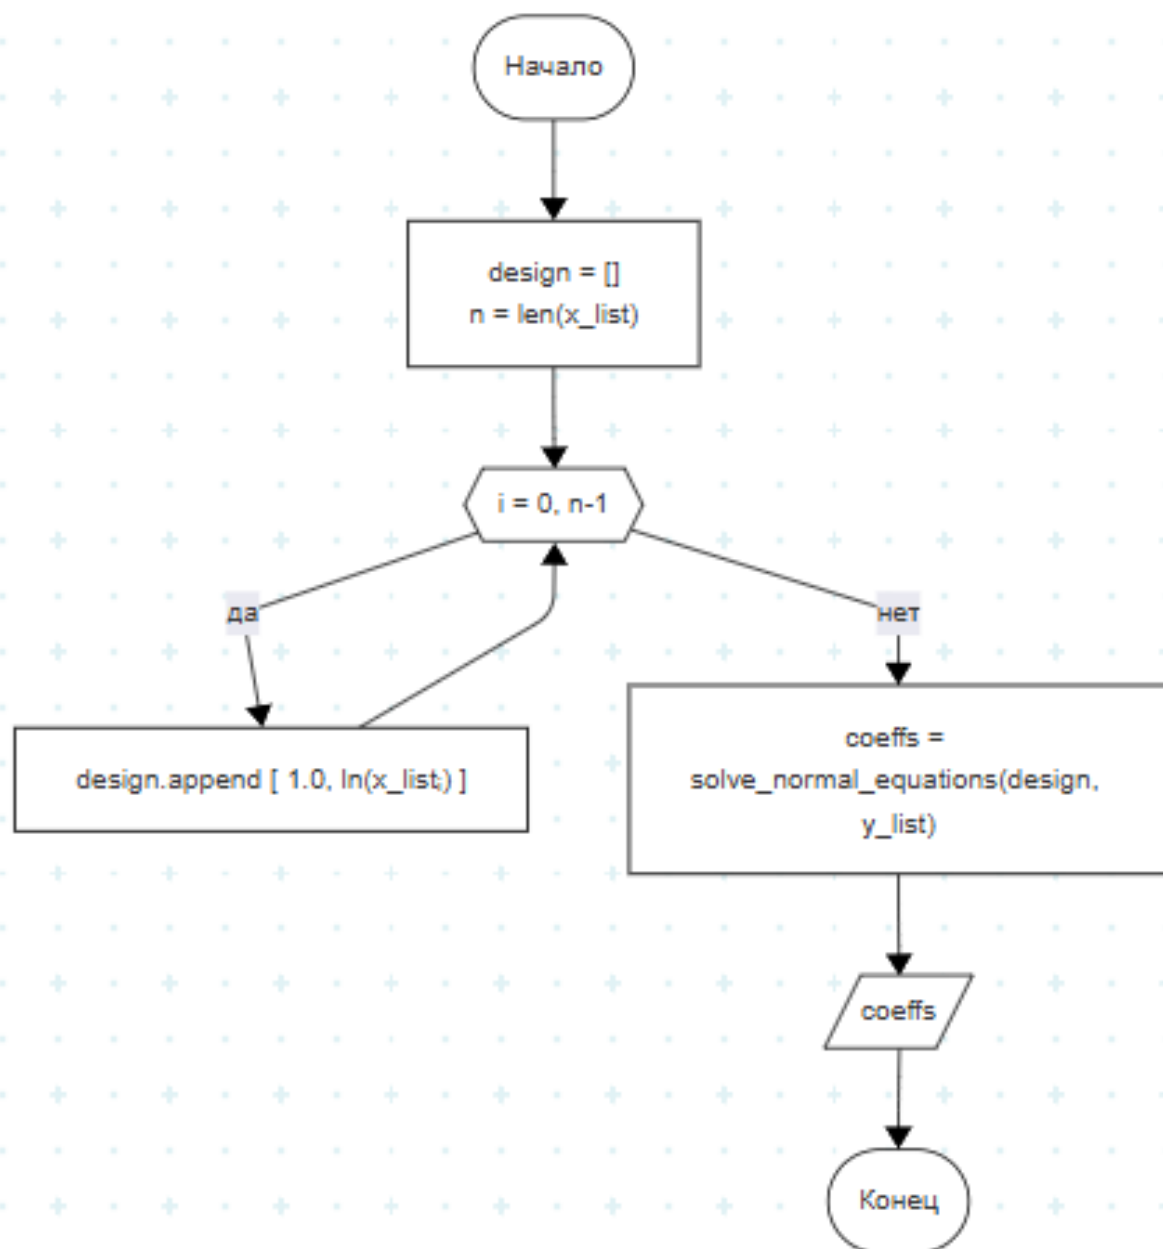 Начало
design = []
n = len(x_list)
i = 0, n-1
да
нет
design.append [ 1.0, ln(x_listᵢ) ]
coeffs =
solve_normal_equations(design,
y_list)
coeffs
Конец